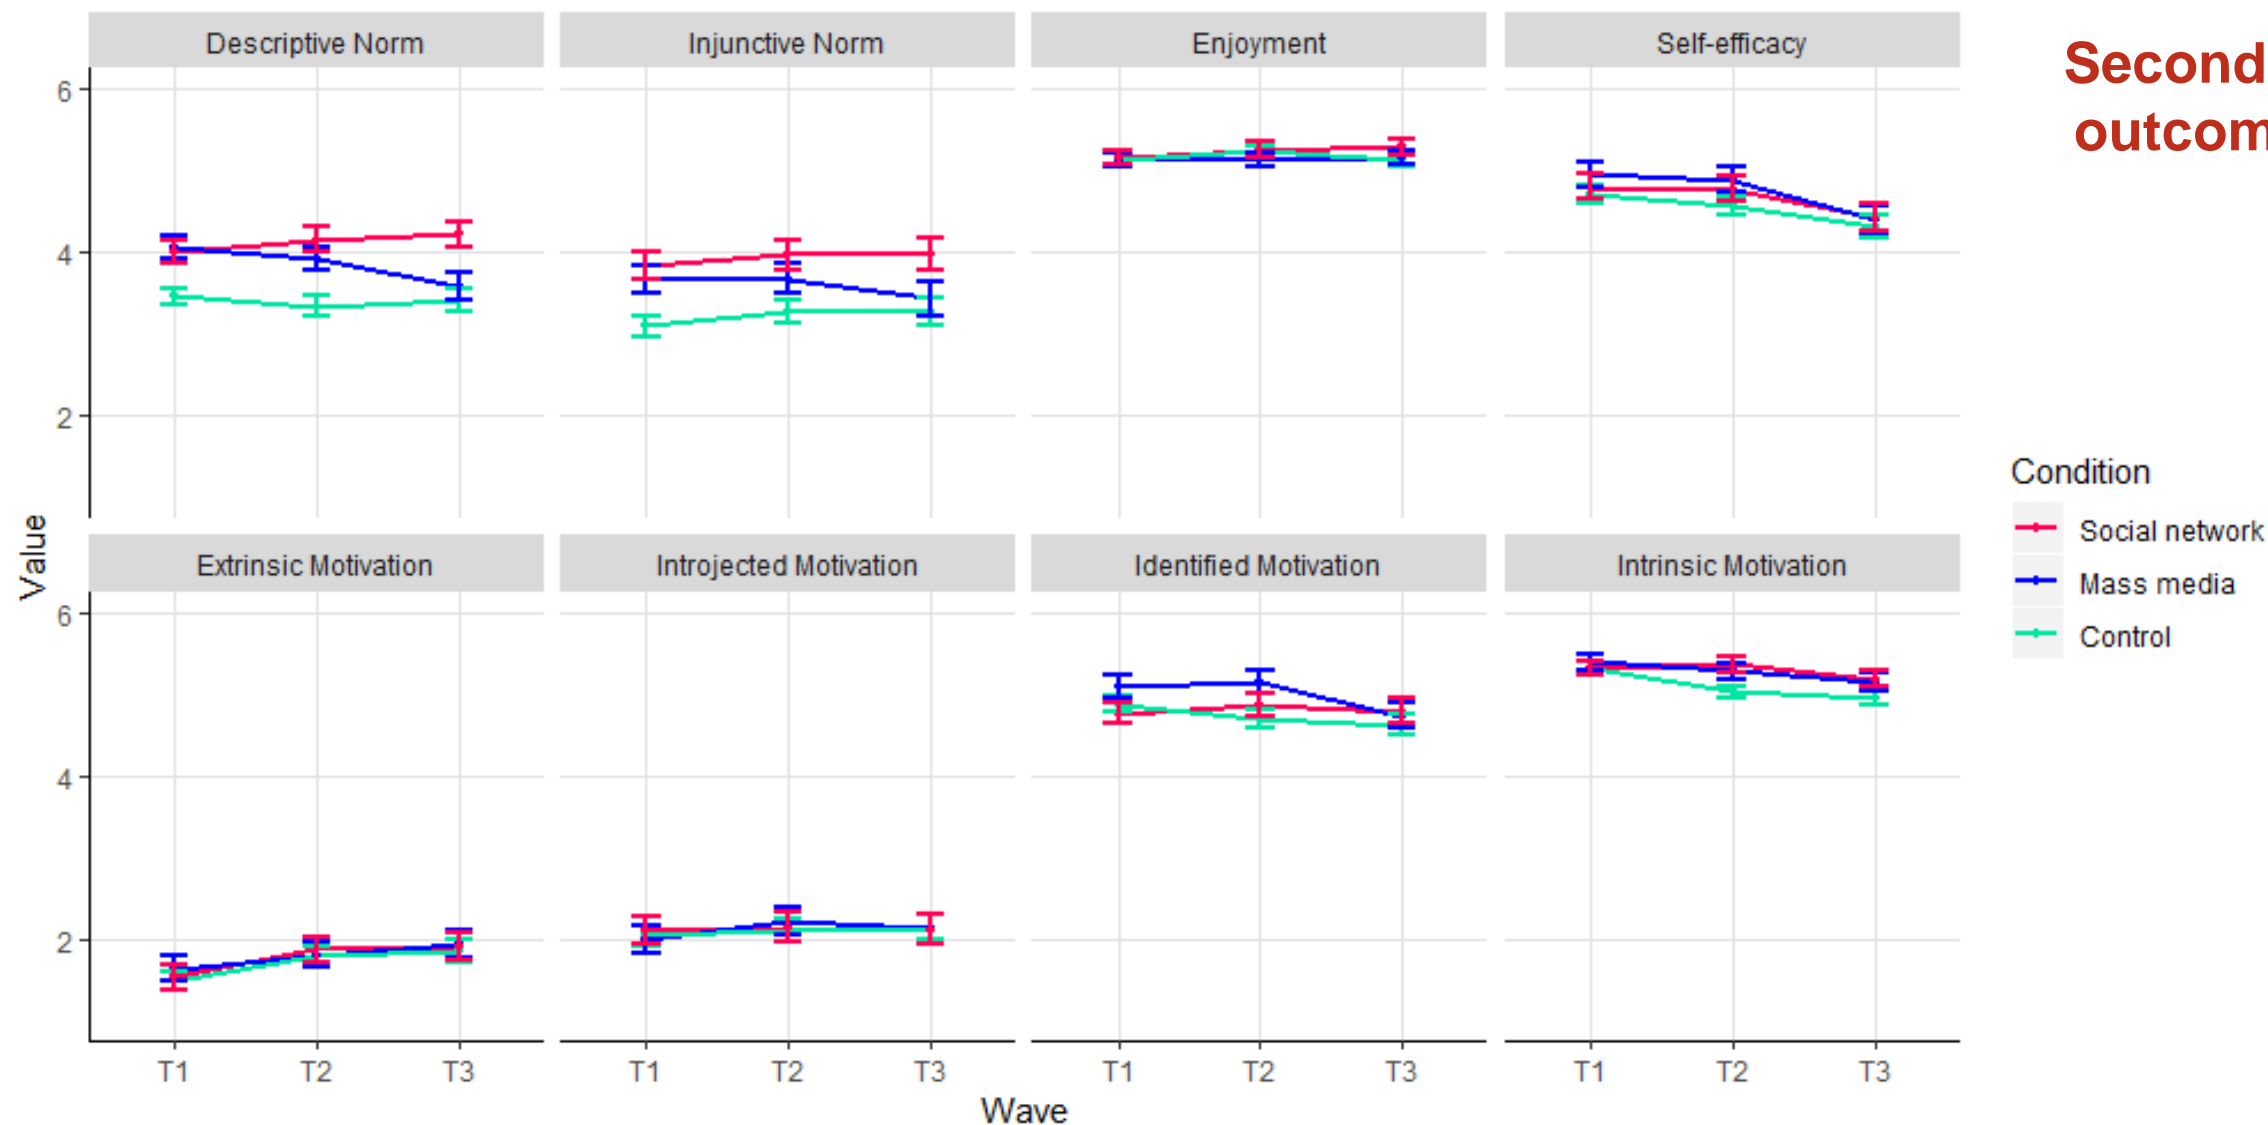 Descriptive Norm
Injunctive Norm
Enjoyment
Self-efficacy
Second
outcom
6
4
2
Value
Extrinsic Motivation
Introjected Motivation
Identified Motivation
Intrinsic Motivation
6
4
2
T1 T2 T3
T1 T2 T3
T1 T2 T3
T1 T2 T3
Wave
Condition
Social network
Mass media
Control